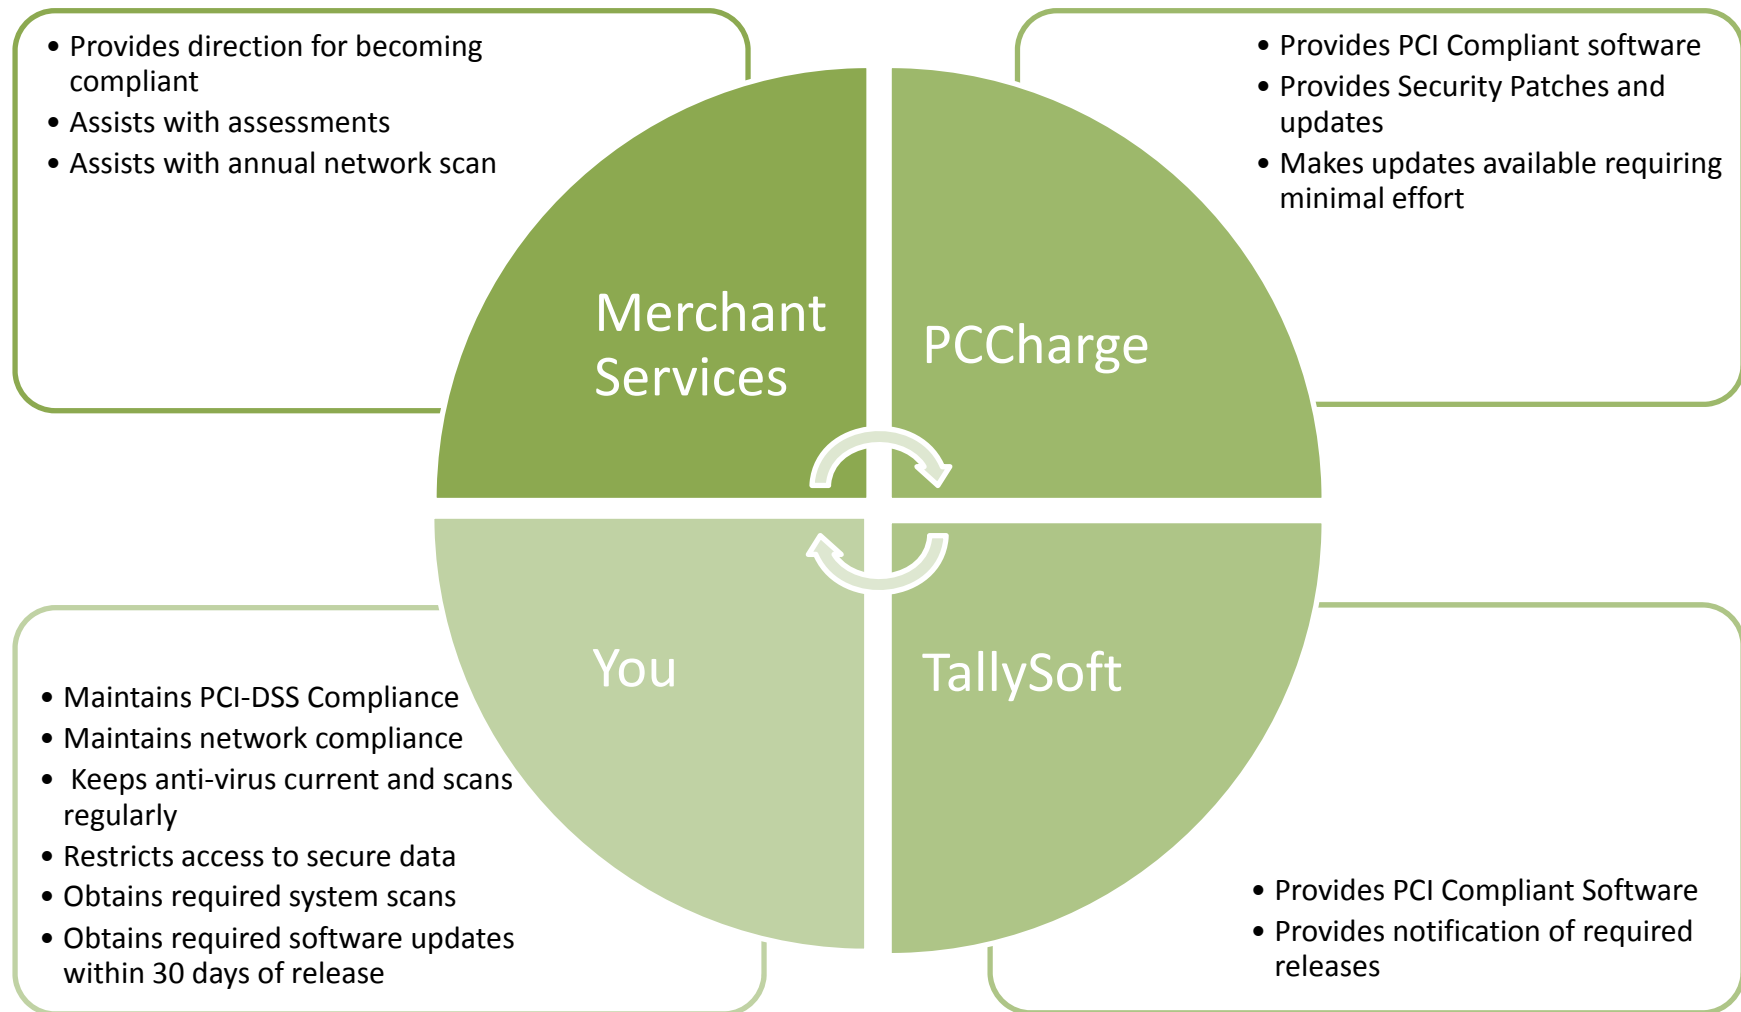 • Provides direction for becoming
compliant
• Assists with assessments
• Assists with annual network scan
• Provides PCI Compliant software
• Provides Security Patches and
updates
• Makes updates available requiring
minimal effort
Merchant
Services
PCCharge
You
TallySoft
• Maintains PCI-DSS Compliance
• Maintains network compliance
• Keeps anti-virus current and scans
regularly
• Restricts access to secure data
• Obtains required system scans
• Obtains required software updates
within 30 days of release
• Provides PCI Compliant Software
• Provides notification of required
releases